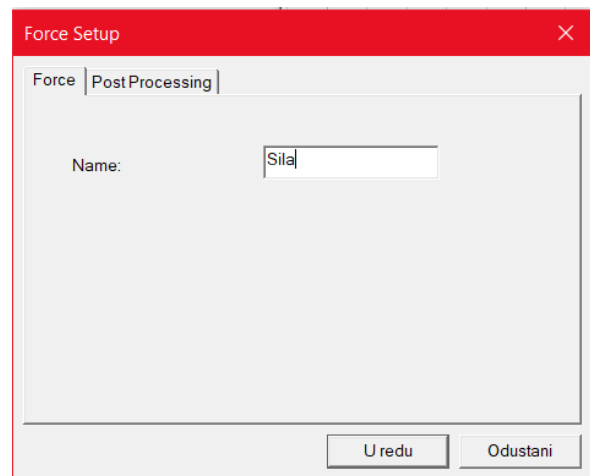 Force Setup
Force Post Processing
Name: Sila
U redu Odustani